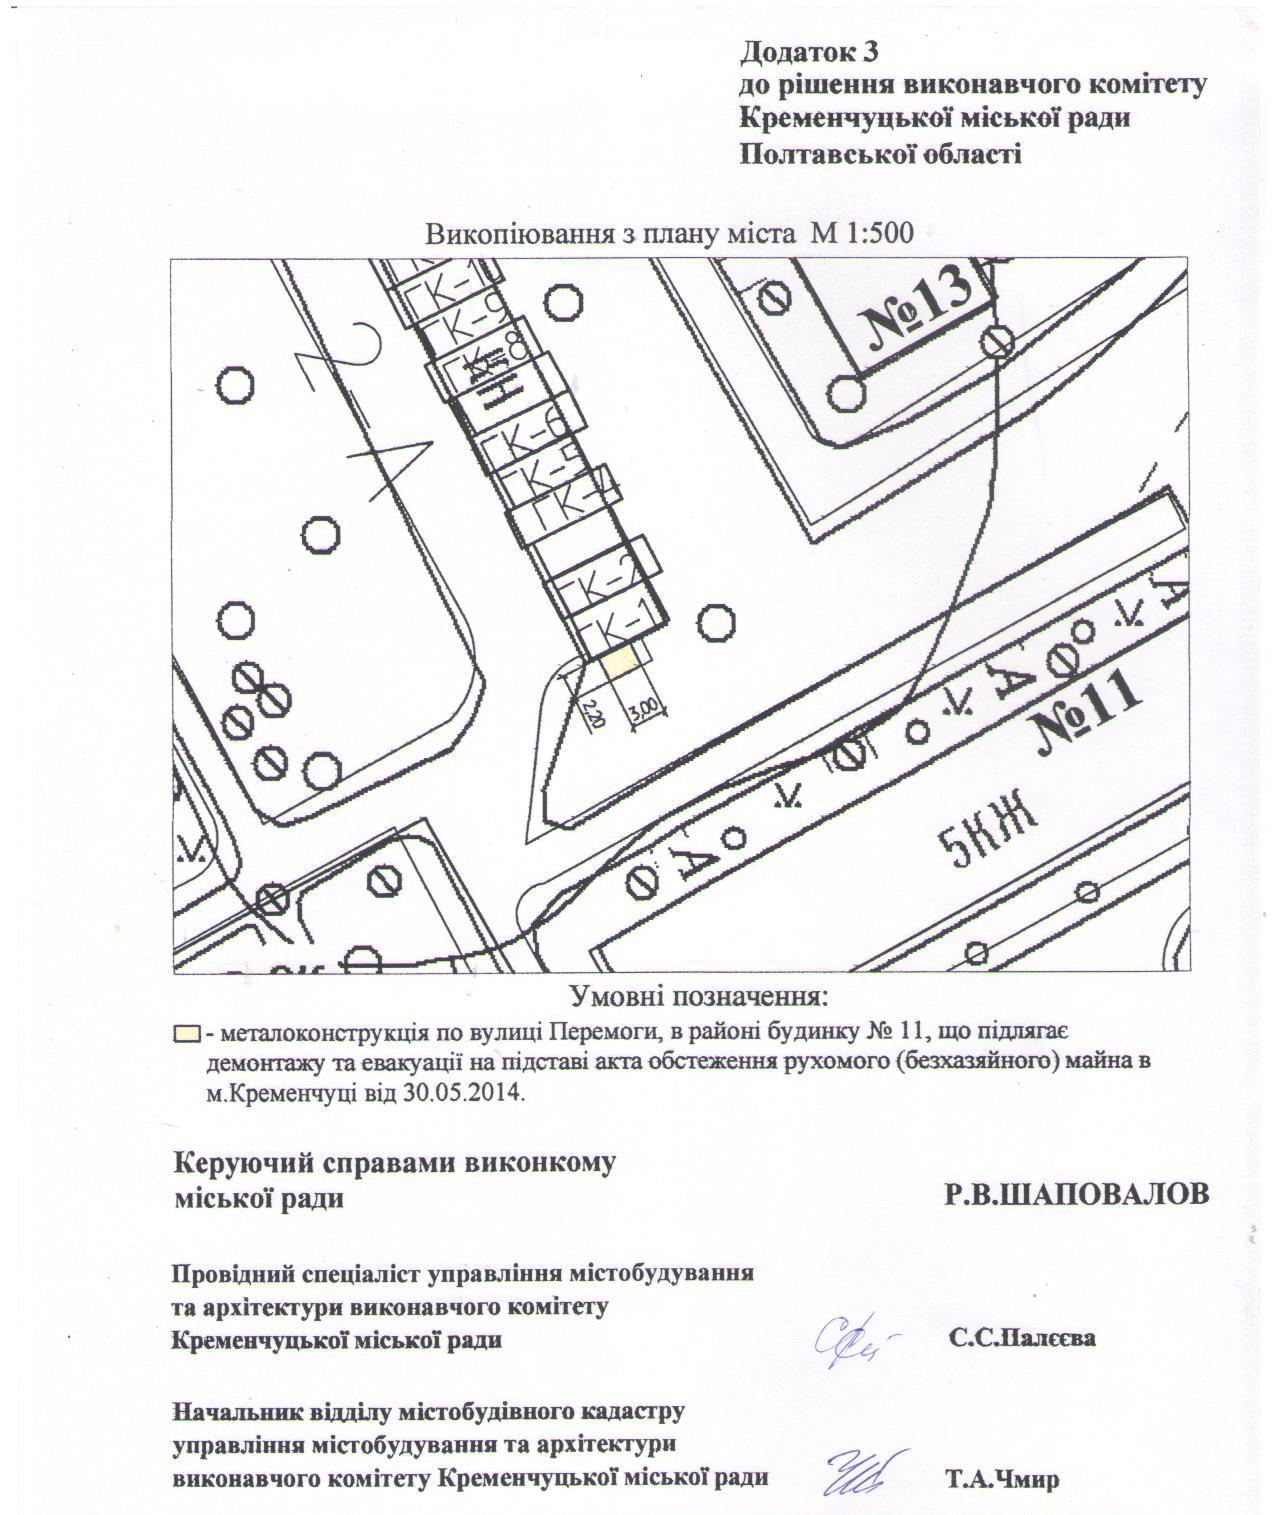 Додаток 3
до рішення виконавчого комітету
Кременчуцької міської ради
Полтавської області
Викопіювання з плану міста М 1:500
№13
ГК-1
ГК-9
ГК-8
КН
ГК-6
ГК-5
ГК-4
ГК-2
ГК-1
2,20
3,00
№11
5КЖ
Умовні позначення:
- металоконструкція по вулиці Перемоги, в районі будинку № 11, що підлягає
демонтажу та евакуації на підставі акта обстеження рухомого (безхазяйного) майна в
м.Кременчуці від 30.05.2014.
Керуючий справами виконкому
міської ради
Р.В.ШАПОВАЛОВ
Провідний спеціаліст управління містобудування
та архітектури виконавчого комітету
Кременчуцької міської ради
С.С.Палєєва
Начальник відділу містобудівного кадастру
управління містобудування та архітектури
виконавчого комітету Кременчуцької міської ради
Т.А.Чмир